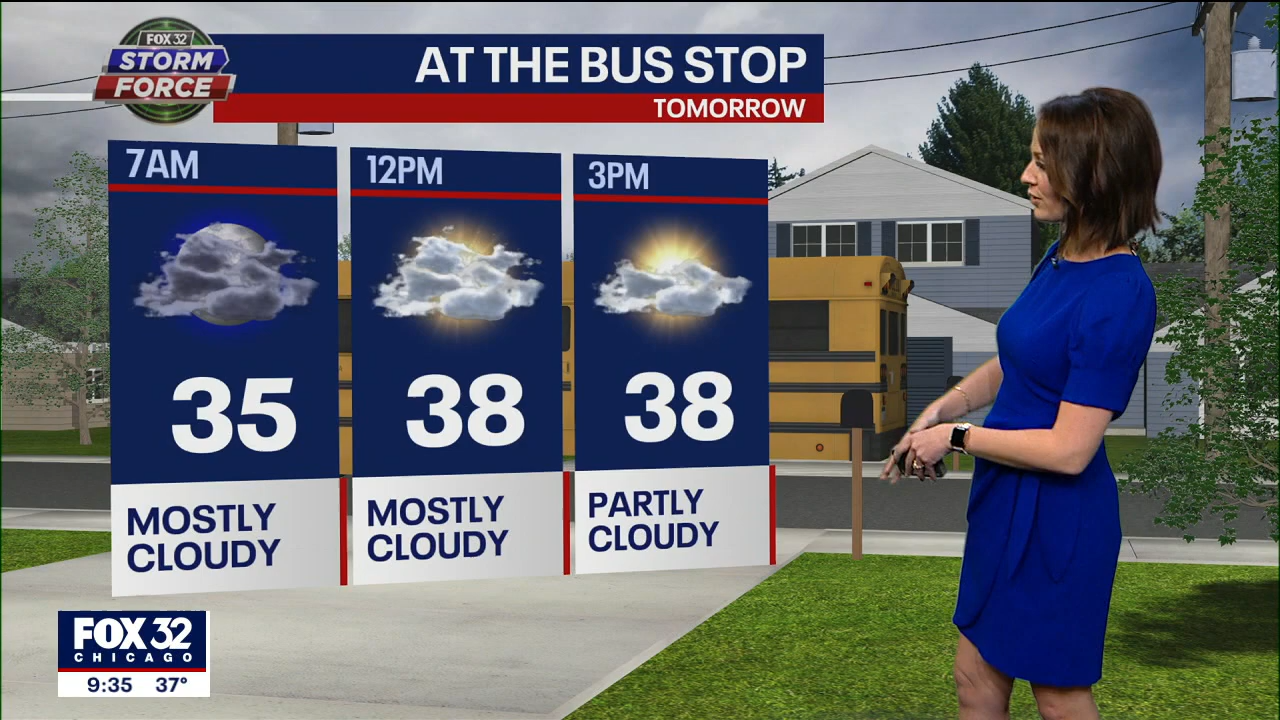 FOX 32
STORM
FORCE
AT THE BUS STOP
TOMORROW
7AM
12PM
3PM
35
38
38
MOSTLY
CLOUDY
MOSTLY
CLOUDY
PARTLY
CLOUDY
FOX 32
CHICAGO
9:35 37°